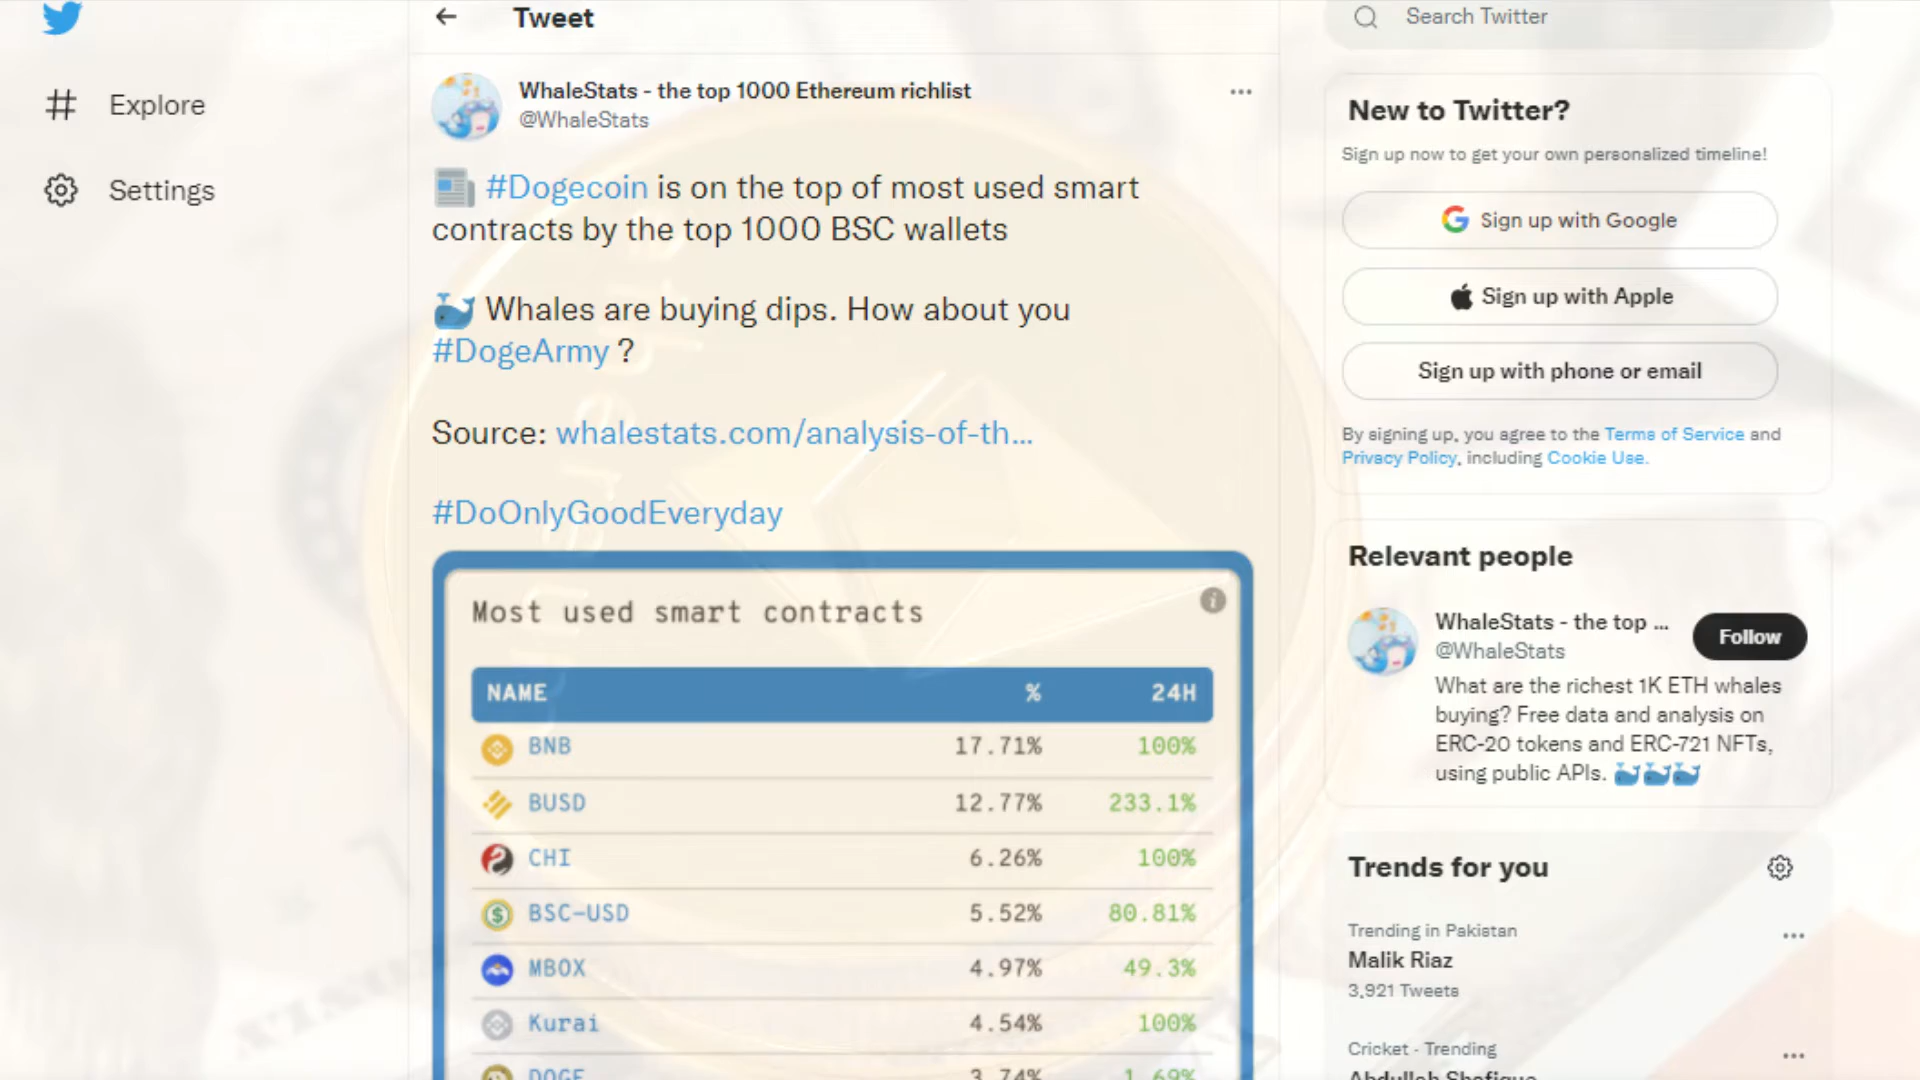 Tweet
Search Twitter
Explore
Settings
WhaleStats - the top 1000 Ethereum richlist
@WhaleStats
#Dogecoin is on the top of most used smart
contracts by the top 1000 BSC wallets
Whales are buying dips. How about you
#DogeArmy ?
Source: whalestats.com/analysis-of-th...
#DoOnlyGoodEveryday
Most used smart contracts
NAME % 24H
BNB 17.71% 100%
BUSD 12.77% 233.1%
CHI 6.26% 100%
BSC-USD 5.52% 80.81%
MBOX 4.97% 49.3%
Kurai 4.54% 100%
DOGE 3.74% 1.69%
New to Twitter?
Sign up now to get your own personalized timeline!
Sign up with Google
Sign up with Apple
Sign up with phone or email
By signing up, you agree to the Terms of Service and
Privacy Policy, including Cookie Use.
Relevant people
WhaleStats - the top ...
@WhaleStats
Follow
What are the richest 1K ETH whales
buying? Free data and analysis on
ERC-20 tokens and ERC-721 NFTs,
using public APIs.
Trends for you
Trending in Pakistan
Malik Riaz
3,921 Tweets
Cricket · Trending
Abdullah Shafique